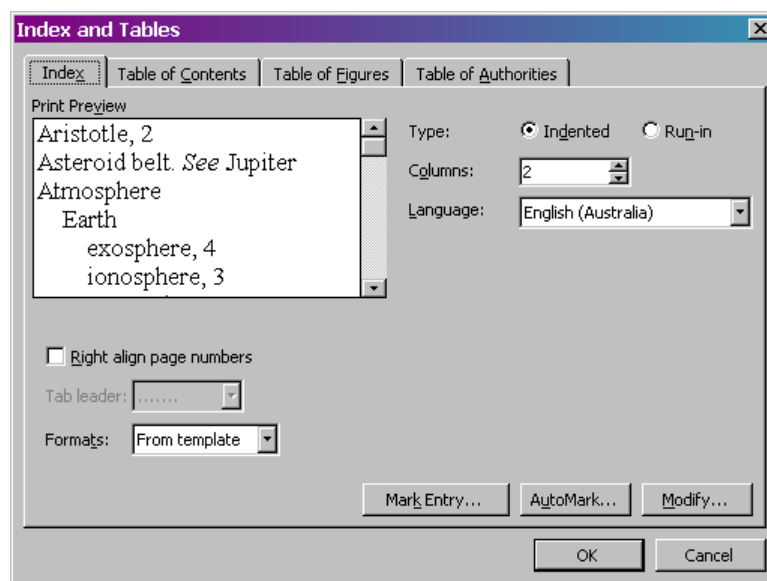 Index and Tables
Index
Table of Contents
Table of Figures
Table of Authorities
Print Preview
Aristotle, 2
Asteroid belt. See Jupiter
Atmosphere
Earth
exosphere, 4
ionosphere, 3
Type:
Indented
Run-in
Columns:
2
Language:
English (Australia)
Right align page numbers
Tab leader:
.......
Formats:
From template
Mark Entry...
AutoMark...
Modify...
OK
Cancel